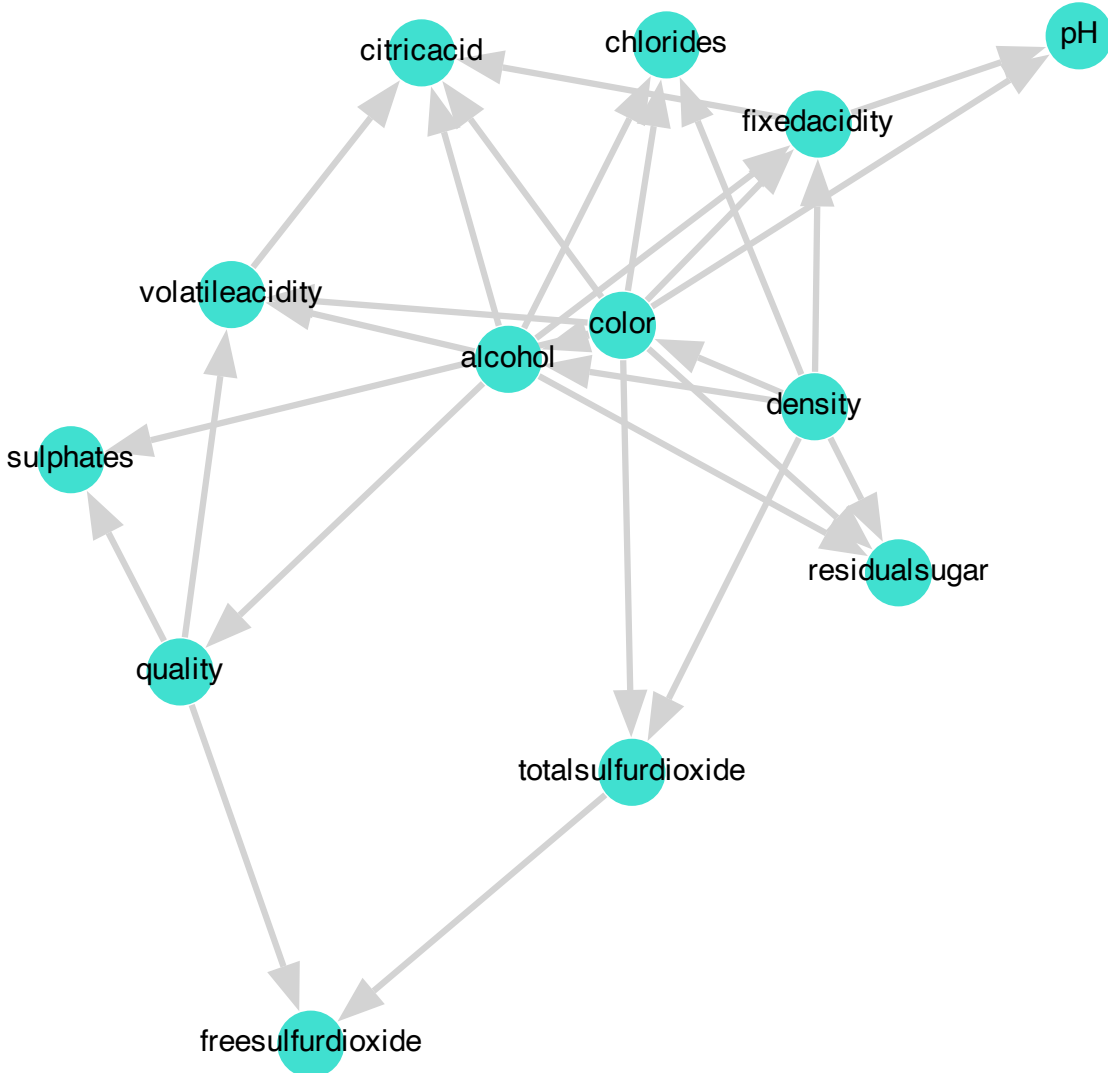 pH
chlorides
citricacid
fixedacidity
volatileacidity
color
alcohol
density
sulphates
residualsugar
quality
totalsulfurdioxide
freesulfurdioxide